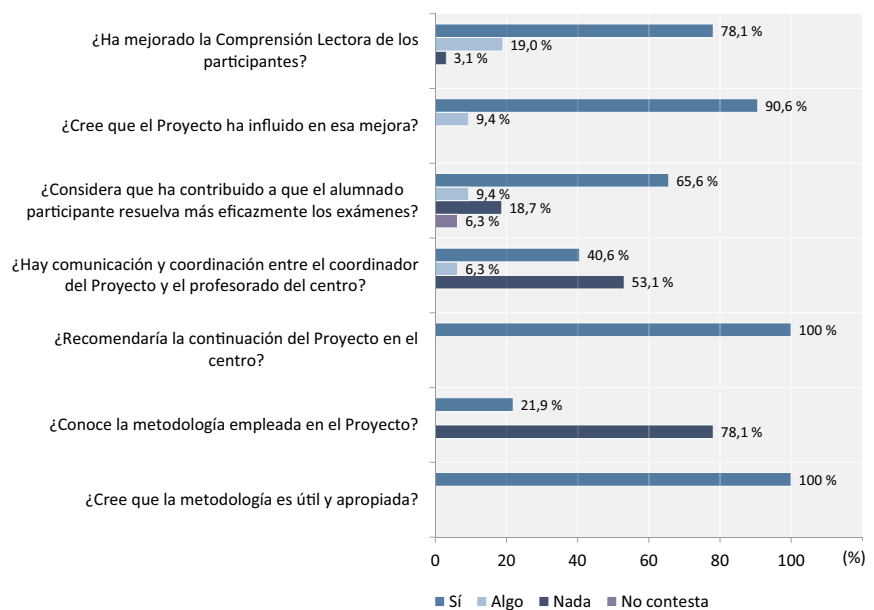 ¿Ha mejorado la Comprensión Lectora de los
participantes?
78,1 %
19,0 %
3,1 %
¿Cree que el Proyecto ha influido en esa mejora?
90,6 %
9,4 %
¿Considera que ha contribuido a que el alumnado
participante resuelva más eficazmente los exámenes?
65,6 %
9,4 %
18,7 %
6,3 %
¿Hay comunicación y coordinación entre el coordinador
del Proyecto y el profesorado del centro?
40,6 %
6,3 %
53,1 %
¿Recomendaría la continuación del Proyecto en el
centro?
100 %
¿Conoce la metodología empleada en el Proyecto?
21,9 %
78,1 %
¿Cree que la metodología es útil y apropiada?
100 %
0 20 40 60 80 100 (%)
Sí Algo Nada No contesta